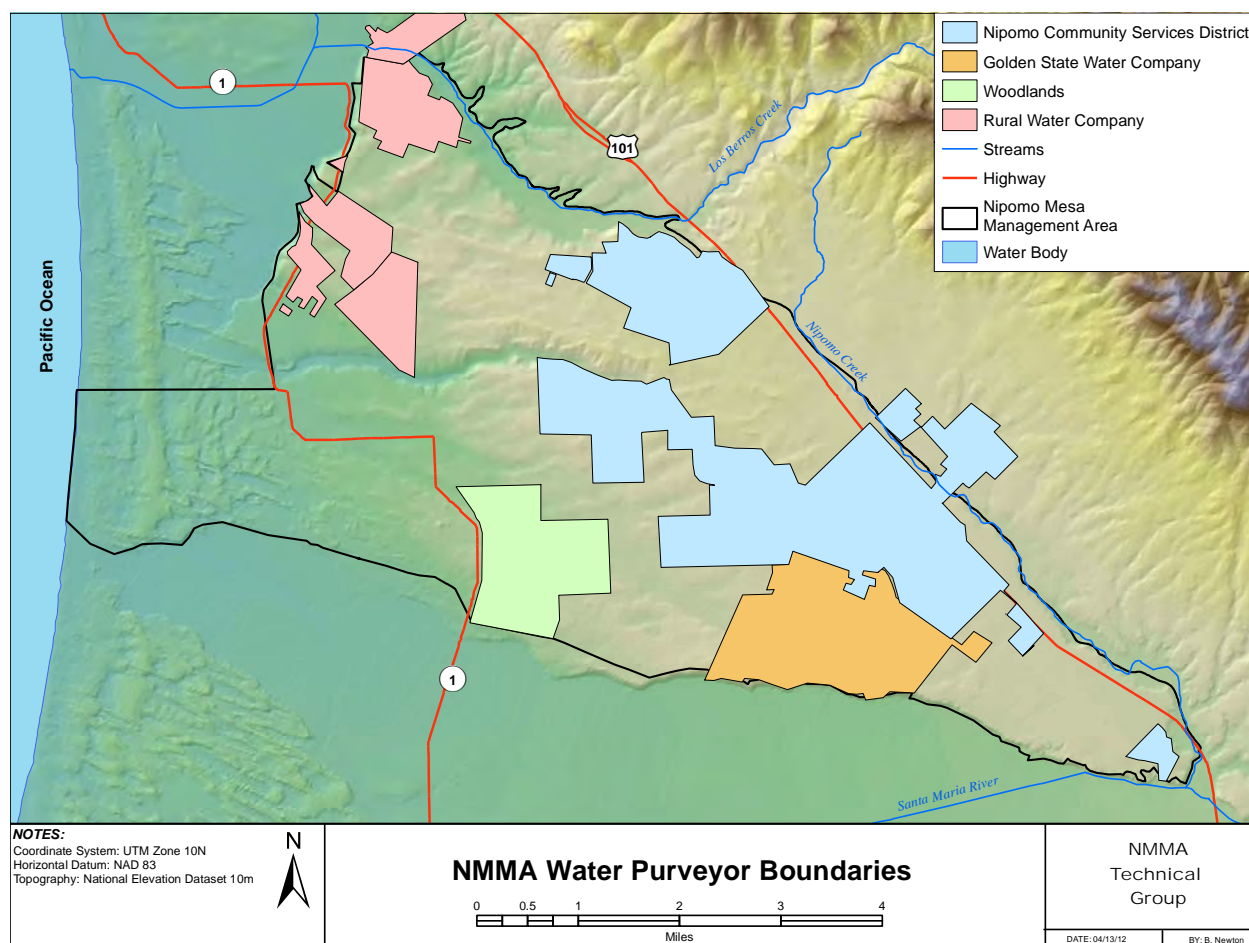 Nipomo Community Services District
Golden State Water Company
Woodlands
Rural Water Company
Streams
Highway
Nipomo Mesa
Management Area
Water Body
1
101
Los Berros Creek
Pacific Ocean
Nipomo Creek
1
Santa Maria River
NOTES:
Coordinate System: UTM Zone 10N
Horizontal Datum: NAD 83
Topography: National Elevation Dataset 10m
N
NMMA Water Purveyor Boundaries
0 0.5 1 2 3 4
Miles
NMMA
Technical
Group
DATE: 04/13/12
BY: B. Newton